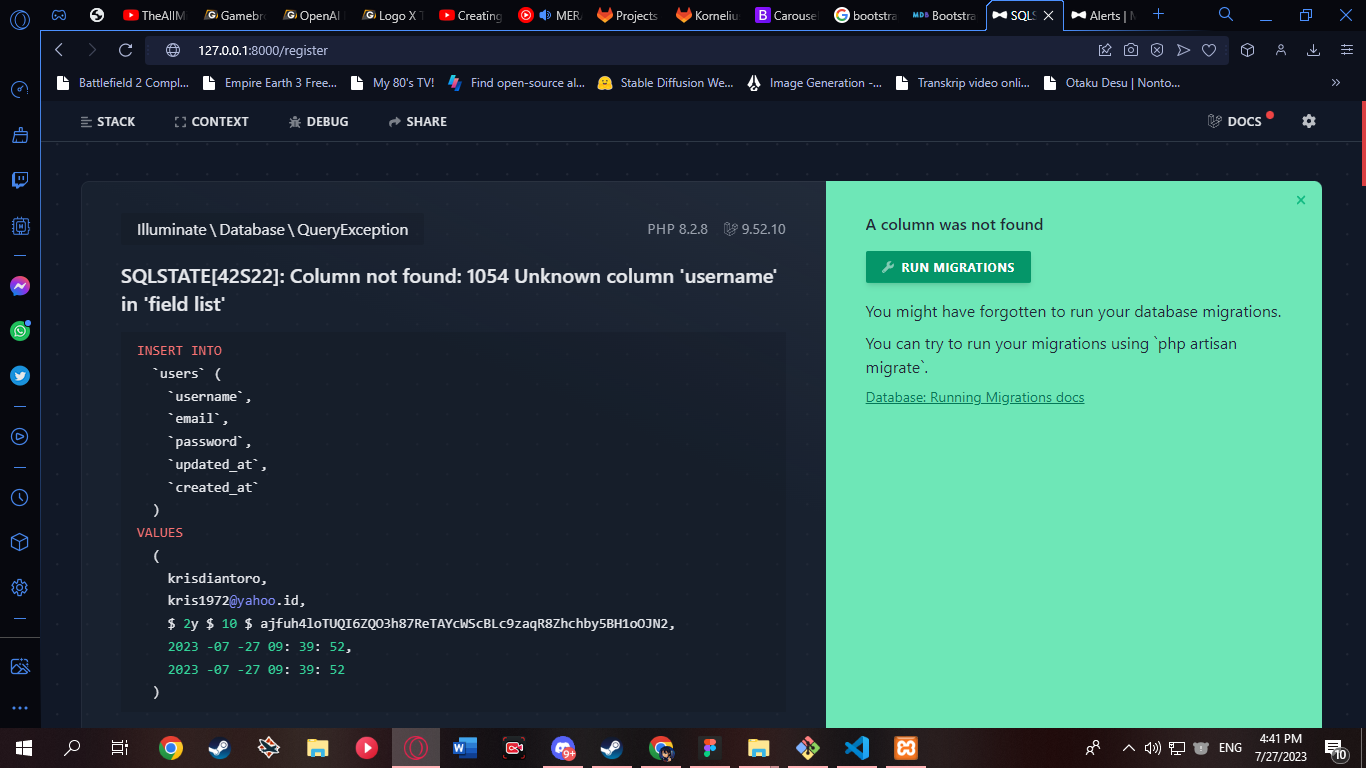 TheAllM
Gamebro
OpenAI
Logo X T
Creating
MER
Projects
Kornelius
Carousel
bootstra
MDB Bootstra
SQLS
Alerts | M
127.0.0.1:8000/register
Battlefield 2 Compl...
Empire Earth 3 Free...
My 80's TV!
Find open-source al...
Stable Diffusion We...
Image Generation -...
Transkrip video onli...
Otaku Desu | Nonto...
»
STACK
CONTEXT
DEBUG
SHARE
DOCS
Illuminate \ Database \ QueryException
PHP 8.2.8
9.52.10
SQLSTATE[42S22]: Column not found: 1054 Unknown column 'username'
in 'field list'
INSERT INTO
`users` (
`username`,
`email`,
`password`,
`updated_at`,
`created_at`
)
VALUES
(
krisdiantoro,
kris1972@yahoo.id,
$ 2y $ 10 $ ajfuh4loTUQI6ZQO3h87ReTAYcWScBLc9zaqR8Zhchby5BH1oOJN2,
2023 -07 -27 09: 39: 52,
2023 -07 -27 09: 39: 52
)
A column was not found
RUN MIGRATIONS
You might have forgotten to run your database migrations.
You can try to run your migrations using `php artisan
migrate`.
Database: Running Migrations docs
9+
ENG
4:41 PM
7/27/2023
10